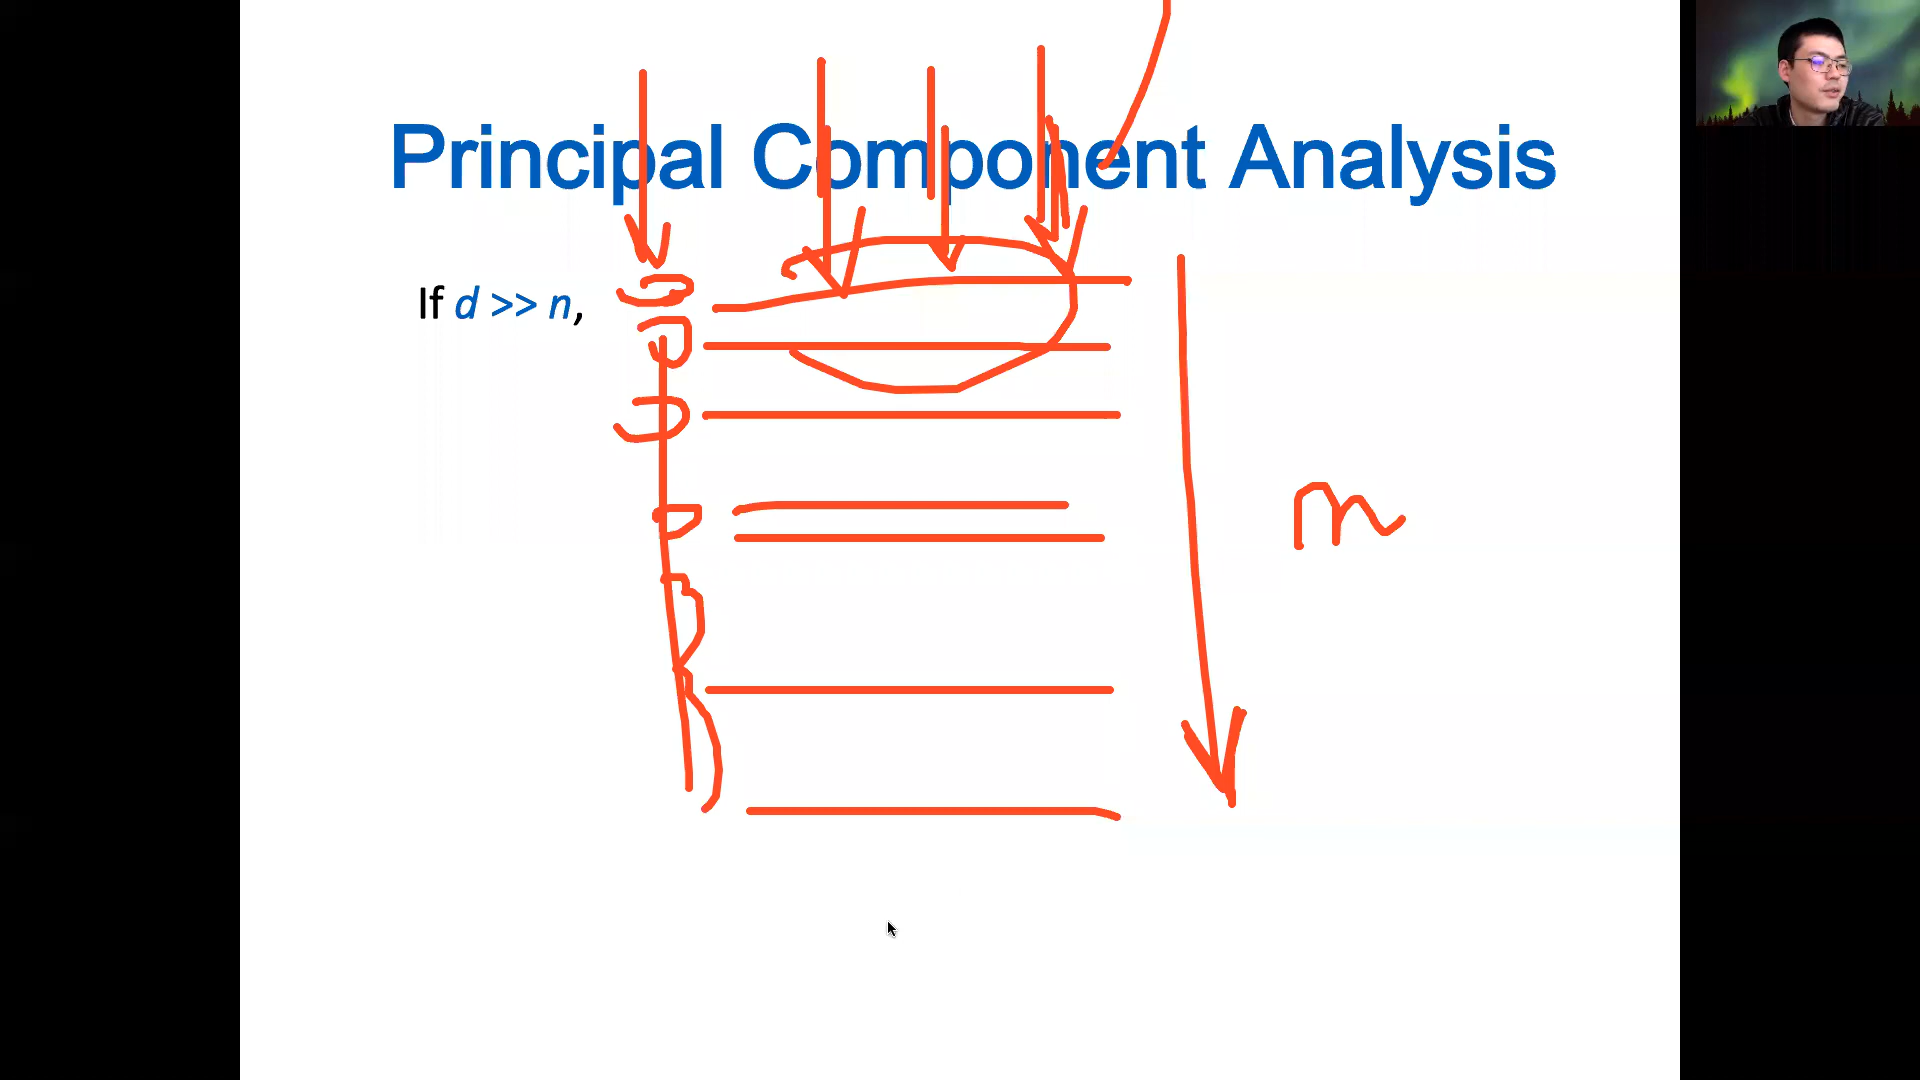 Principal Component Analysis
If d >> n,
n